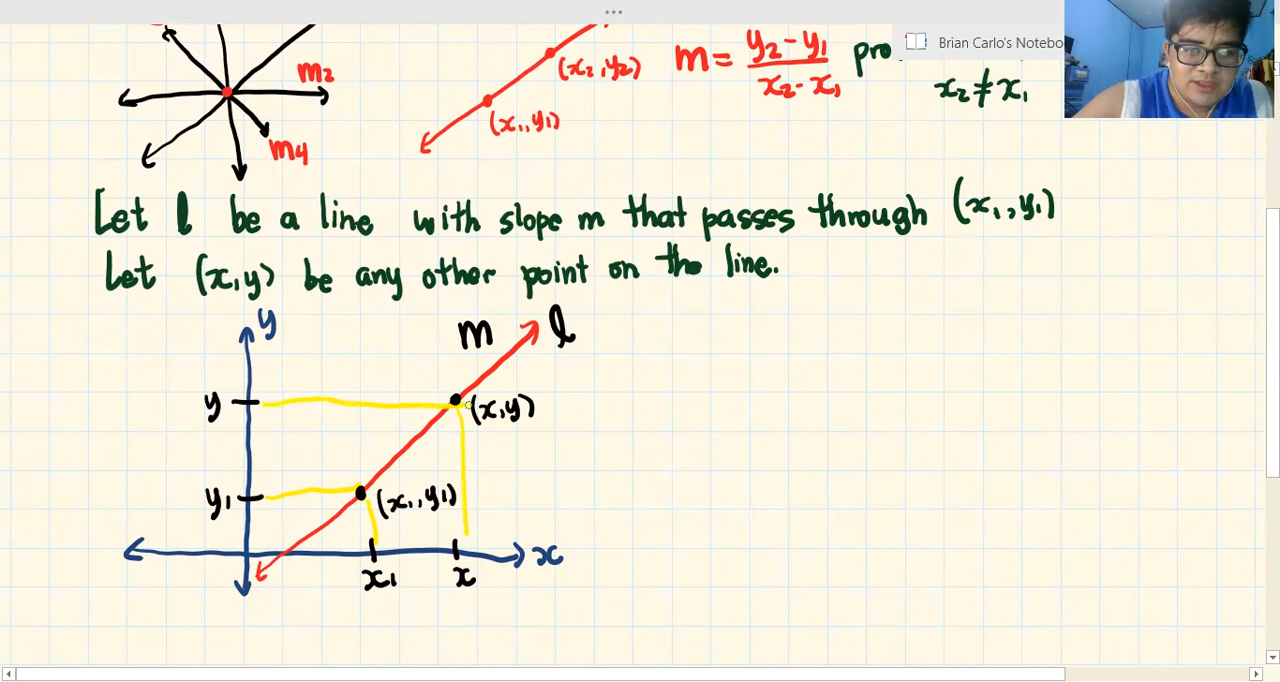 Brian Carlo's Notebo
m2
m4
(x2, y2)
(x1, y1)
m = y2 - y1 / x2 - x1
x2 ≠ x1
Let l be a line with slope m that passes through (x1, y1)
Let (x, y) be any other point on the line.
y
m
l
y
(x, y)
y1
(x1, y1)
x1
x
x